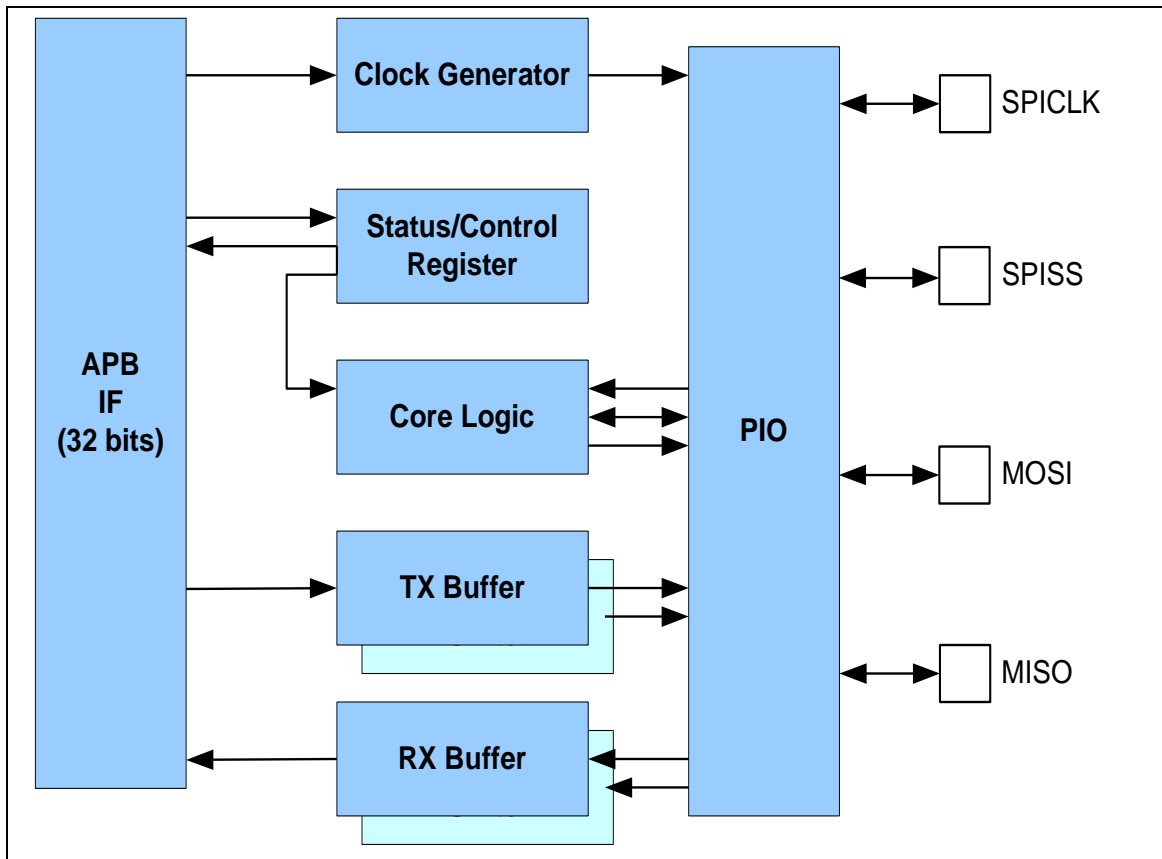 Clock Generator
SPICLK
Status/Control
Register
SPISS
APB
IF
(32 bits)
Core Logic
PIO
MOSI
TX Buffer
MISO
RX Buffer